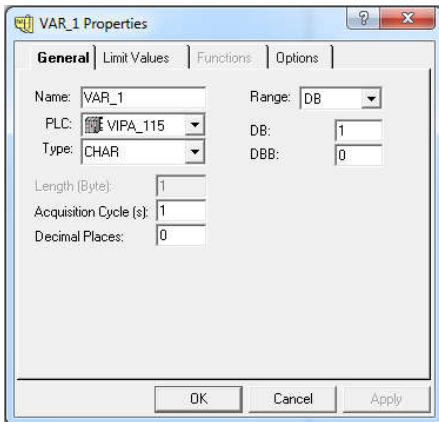 VAR_1 Properties
General Limit Values Functions Options
Name: VAR_1 Range: DB
PLC: VIPA_115 DB: 1
Type: CHAR DBB: 0
Length (Byte): 1
Acquisition Cycle (s): 1
Decimal Places: 0
OK Cancel Apply